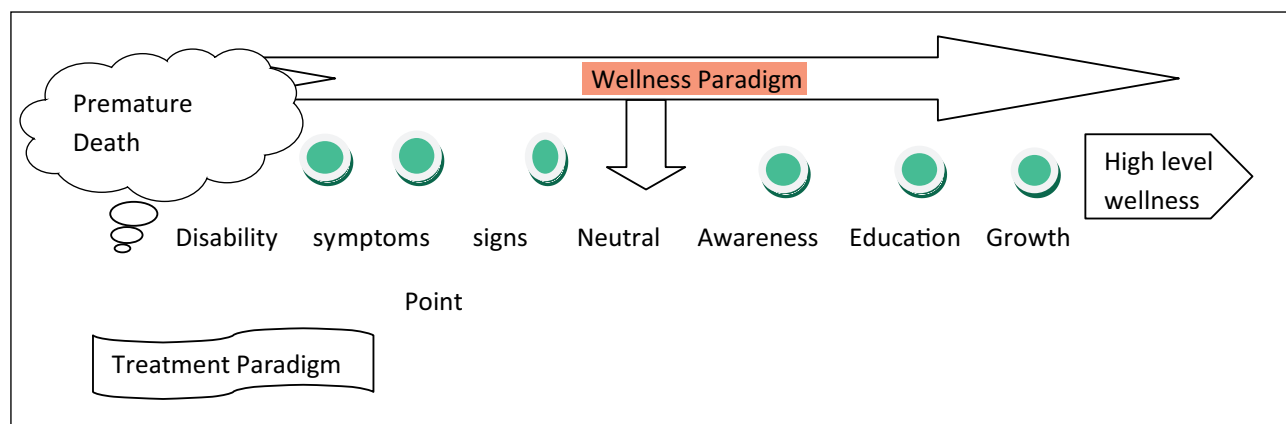 Wellness Paradigm
Premature
Death
High level
wellness
Disability symptoms signs Neutral Awareness Education Growth
Point
Treatment Paradigm